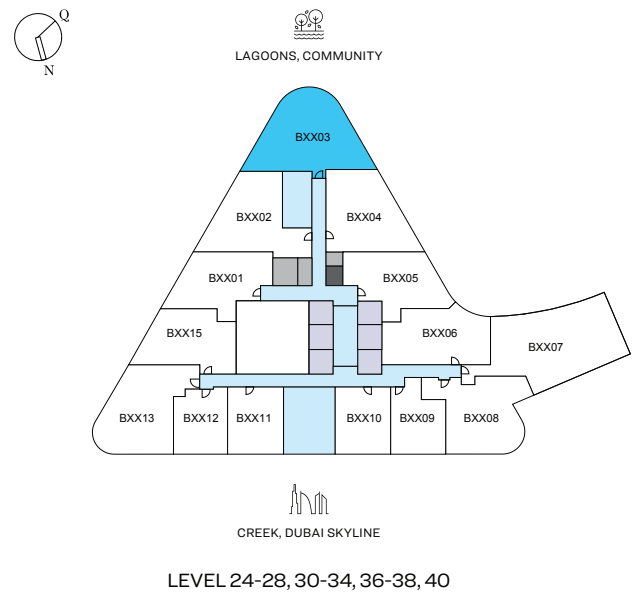 Q
N
LAGOONS, COMMUNITY
BXX03
BXX02
BXX04
BXX01
BXX05
BXX15
BXX06
BXX07
BXX13
BXX12
BXX11
BXX10
BXX09
BXX08
CREEK, DUBAI SKYLINE
LEVEL 24-28, 30-34, 36-38, 40